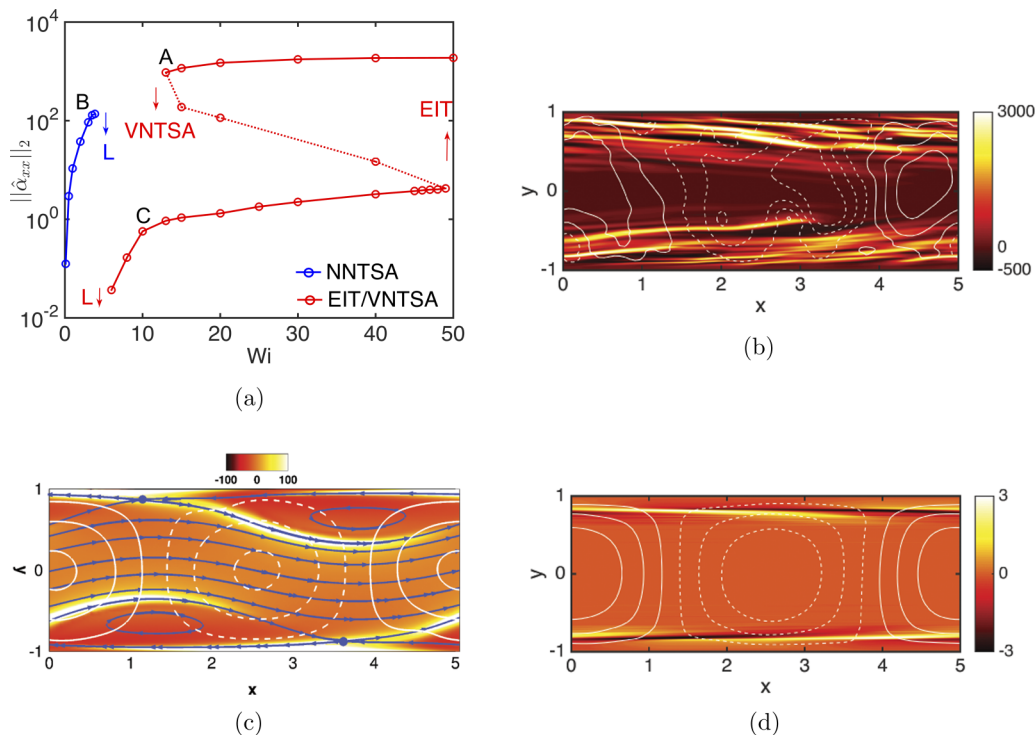 10^4
10^2
10^0
10^-2
||α̂_xx||_2
A
B
C
VNTSA
EIT
L
L
NNTSA
EIT/VNTSA
0 10 20 30 40 50
Wi
(a)
1
0
-1
y
0 1 2 3 4 5
x
3000
0
-500
(b)
-100 0 100
1
0
-1
y
0 1 2 3 4 5
x
(c)
1
0
-1
y
0 1 2 3 4 5
x
3
0
-3
(d)